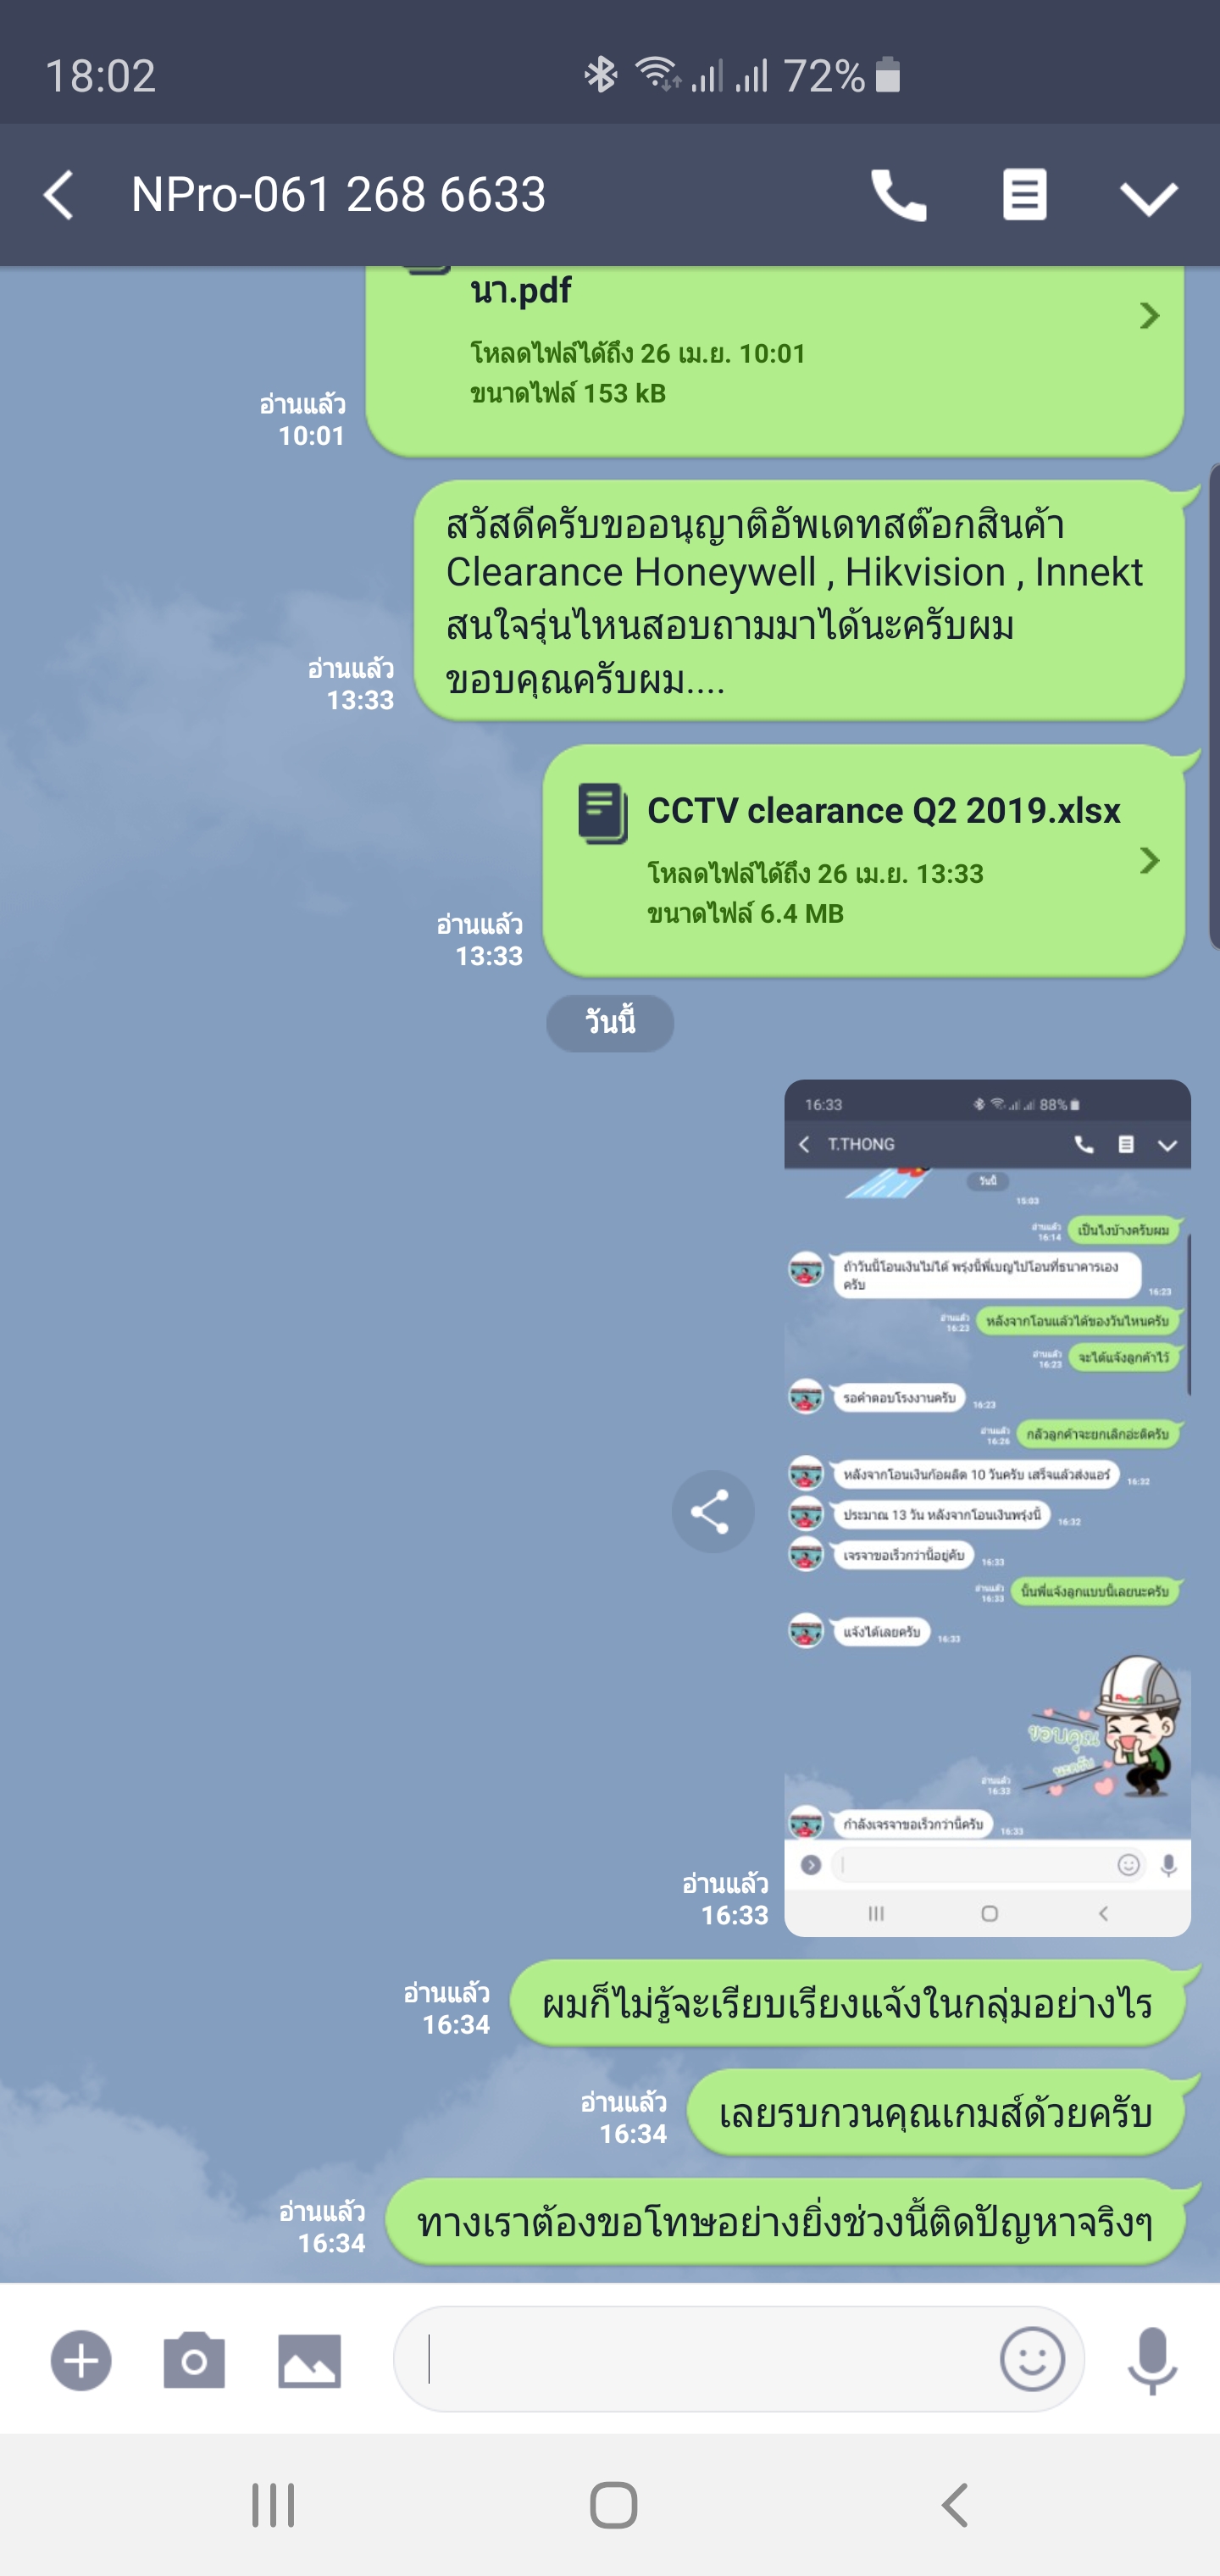 18:02
72%
NPro-061 268 6633
นา.pdf
โหลดไฟล์ได้ถึง 26 เม.ย. 10:01
ขนาดไฟล์ 153 kB
อ่านแล้ว
10:01
สวัสดีครับขออนุญาติอัพเดทสต๊อกสินค้า
Clearance Honeywell , Hikvision , Innekt
สนใจรุ่นไหนสอบถามมาได้นะครับผม
ขอบคุณครับผม....
อ่านแล้ว
13:33
CCTV clearance Q2 2019.xlsx
โหลดไฟล์ได้ถึง 26 เม.ย. 13:33
ขนาดไฟล์ 6.4 MB
อ่านแล้ว
13:33
วันนี้
16:33
88%
T.THONG
วันนี้
15:03
เป็นไงบ้างครับผม
อ่านแล้ว
16:14
ถ้าวันนี้โอนเงินไม่ได้ พรุ่งนี้พี่เบญไปโอนที่ธนาคารเอง
ครับ
16:23
หลังจากโอนแล้วได้ของวันไหนครับ
อ่านแล้ว
16:23
จะได้แจ้งลูกค้าไว้
อ่านแล้ว
16:23
รอคำตอบโรงงานครับ
16:23
กลัวลูกค้าจะยกเลิกอ่ะดิครับ
อ่านแล้ว
16:26
หลังจากโอนเงินก้อผลิต 10 วันครับ เสร็จแล้วส่งแอร์
16:32
ประมาณ 13 วัน หลังจากโอนเงินพรุ่งนี้
16:32
เจรจาขอเร็วกว่านี้อยู่คับ
16:33
นั้นพี่แจ้งลูกแบบนี้เลยนะครับ
อ่านแล้ว
16:33
แจ้งได้เลยครับ
16:33
ขอบคุณ
นะครับ
อ่านแล้ว
16:33
กำลังเจรจาขอเร็วกว่านี้ครับ
16:33
อ่านแล้ว
16:33
ผมก็ไม่รู้จะเรียบเรียงแจ้งในกลุ่มอย่างไร
อ่านแล้ว
16:34
เลยรบกวนคุณเกมส์ด้วยครับ
อ่านแล้ว
16:34
ทางเราต้องขอโทษอย่างยิ่งช่วงนี้ติดปัญหาจริงๆ
อ่านแล้ว
16:34